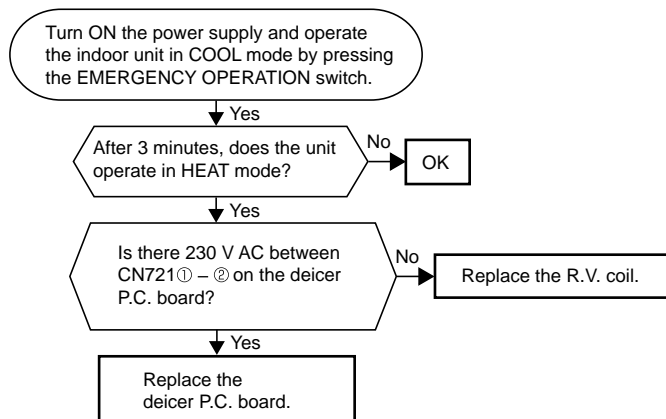 Turn ON the power supply and operate
the indoor unit in COOL mode by pressing
the EMERGENCY OPERATION switch.
Yes
After 3 minutes, does the unit
operate in HEAT mode?
No
OK
Yes
Is there 230 V AC between
CN721① – ② on the deicer
P.C. board?
No
Replace the R.V. coil.
Yes
Replace the
deicer P.C. board.